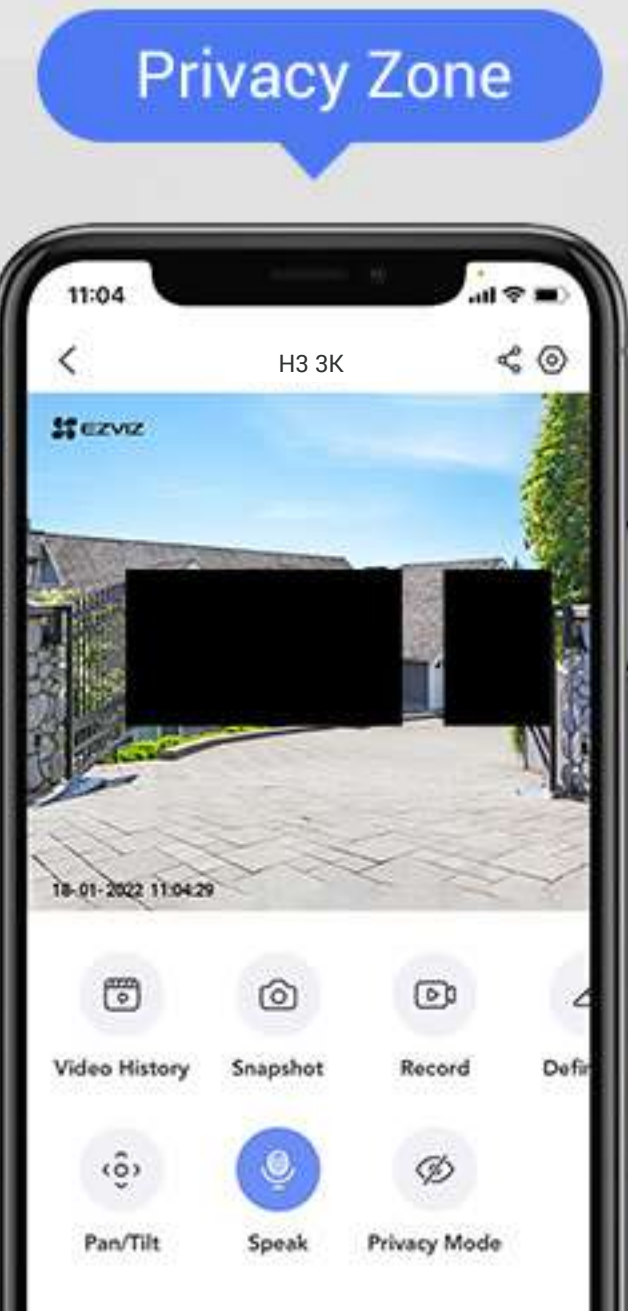 Privacy Zone
11:04
H3 3K
EZVIZ
18-01-2022 11:04:29
Video History
Snapshot
Record
Defin
Pan/Tilt
Speak
Privacy Mode